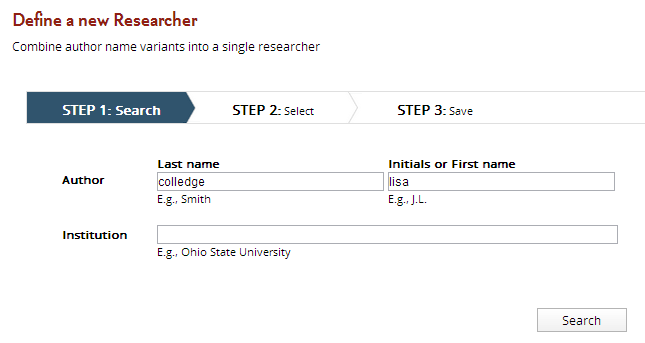 Define a new Researcher
Combine author name variants into a single researcher
STEP 1: Search STEP 2: Select STEP 3: Save
Last name Initials or First name
Author colledge lisa
E.g., Smith E.g., J.L.
Institution
E.g., Ohio State University
Search